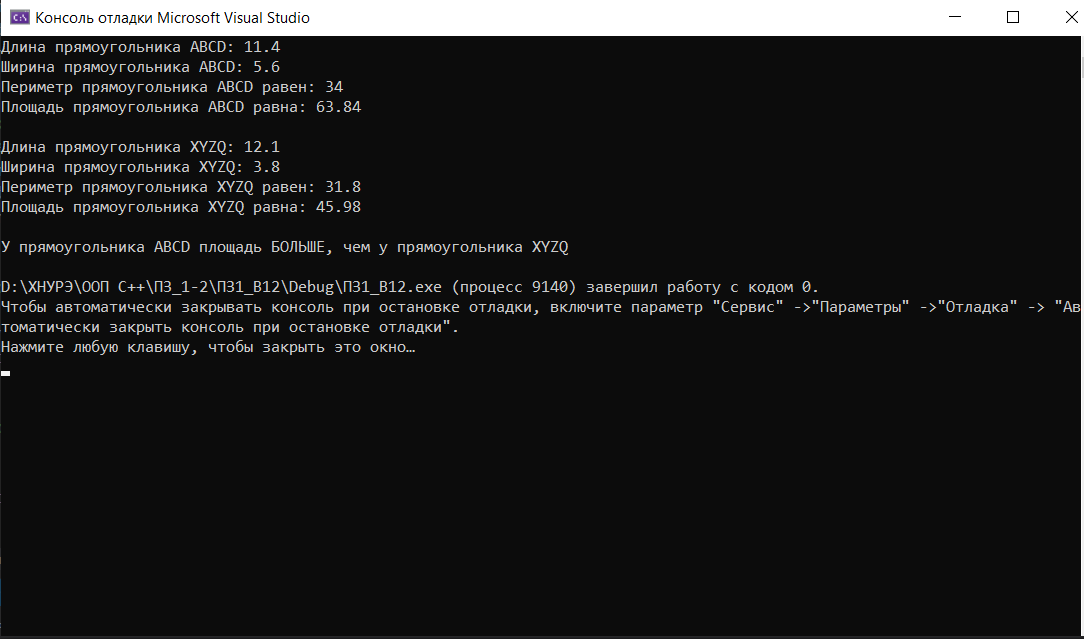 Консоль отладки Microsoft Visual Studio
Длина прямоугольника ABCD: 11.4
Ширина прямоугольника ABCD: 5.6
Периметр прямоугольника ABCD равен: 34
Площадь прямоугольника ABCD равна: 63.84
Длина прямоугольника XYZQ: 12.1
Ширина прямоугольника XYZQ: 3.8
Периметр прямоугольника XYZQ равен: 31.8
Площадь прямоугольника XYZQ равна: 45.98
У прямоугольника ABCD площадь БОЛЬШЕ, чем у прямоугольника XYZQ
D:\ХНУРЭ\ООП С++\ПЗ_1-2\ПЗ1_В12\Debug\ПЗ1_В12.exe (процесс 9140) завершил работу с кодом 0.
Чтобы автоматически закрывать консоль при остановке отладки, включите параметр "Сервис" ->"Параметры" ->"Отладка" -> "Ав
томатически закрыть консоль при остановке отладки".
Нажмите любую клавишу, чтобы закрыть это окно…